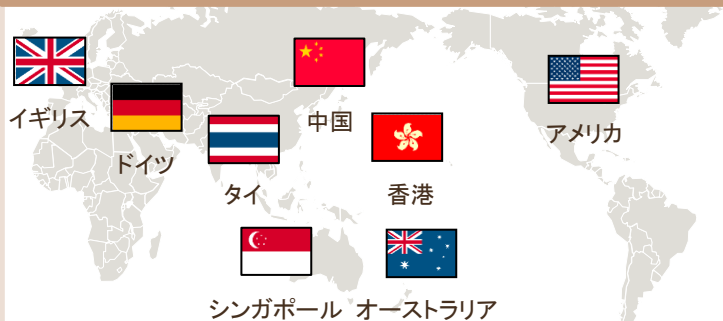 イギリス
ドイツ
タイ
中国
香港
アメリカ
シンガポール
オーストラリア